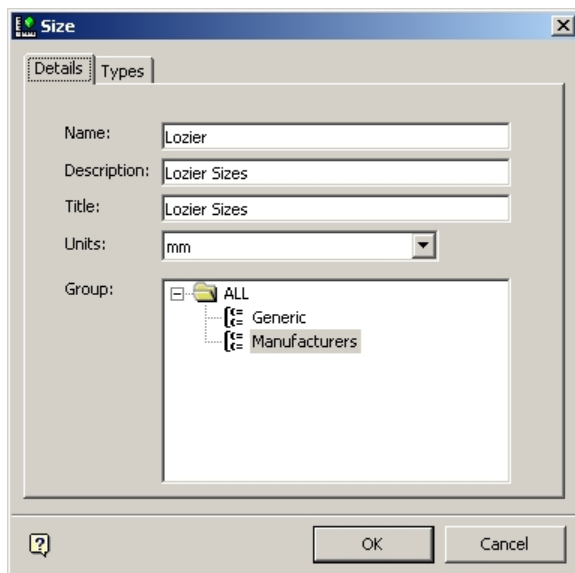 Size
Details Types
Name: Lozier
Description: Lozier Sizes
Title: Lozier Sizes
Units: mm
Group: ALL
Generic
Manufacturers
OK Cancel